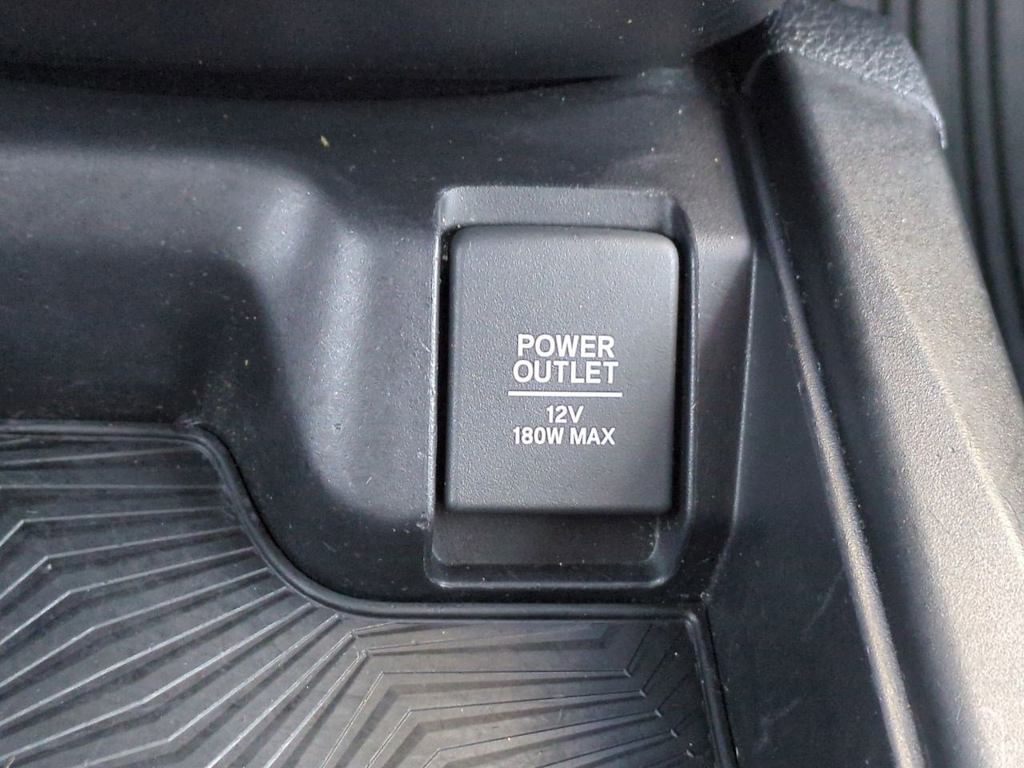 POWER
OUTLET
12V
180W MAX